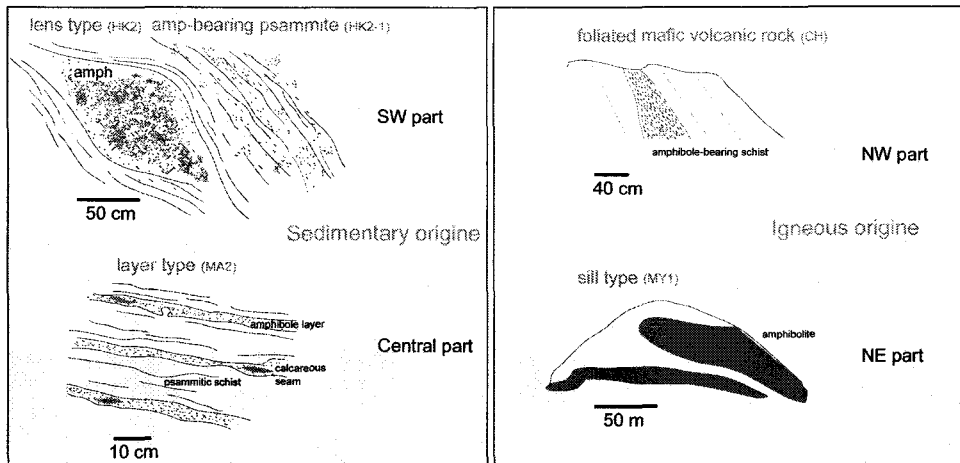 lens type (HK2) amp-bearing psammite (HK2-1)
amph
SW part
50 cm
Sedimentary origine
layer type (MA2)
amphibole layer
Central part
calcareous
seam
psammitic schist
10 cm
foliated mafic volcanic rock (CH)
amphibole-bearing schist
NW part
40 cm
Igneous origine
sill type (MY1)
amphibolite
NE part
50 m